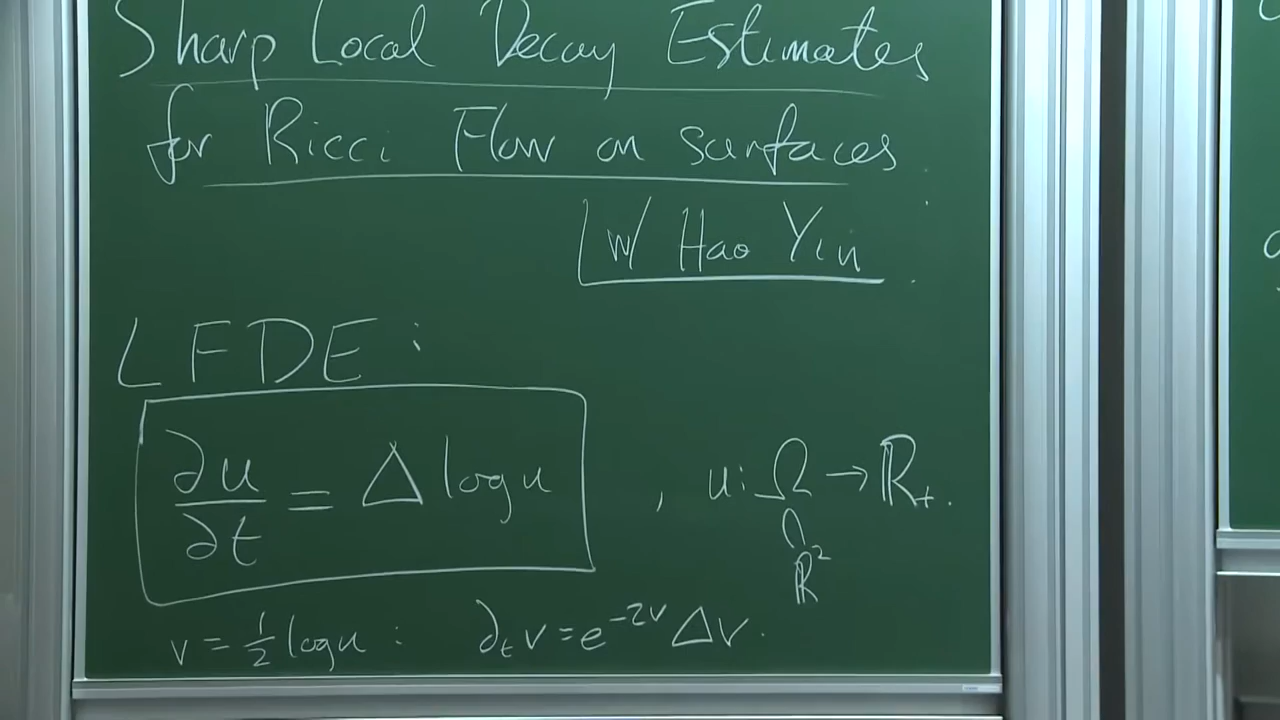 Sharp Local Decay Estimates
for Ricci Flow on surfaces
w/ Hao Yin
LFDE:
∂u/∂t = Δ log u , u: Ω → ℝ₊.
∩
ℝ²
v = ½ log u : ∂ₜv = e⁻²ᵛ Δv.